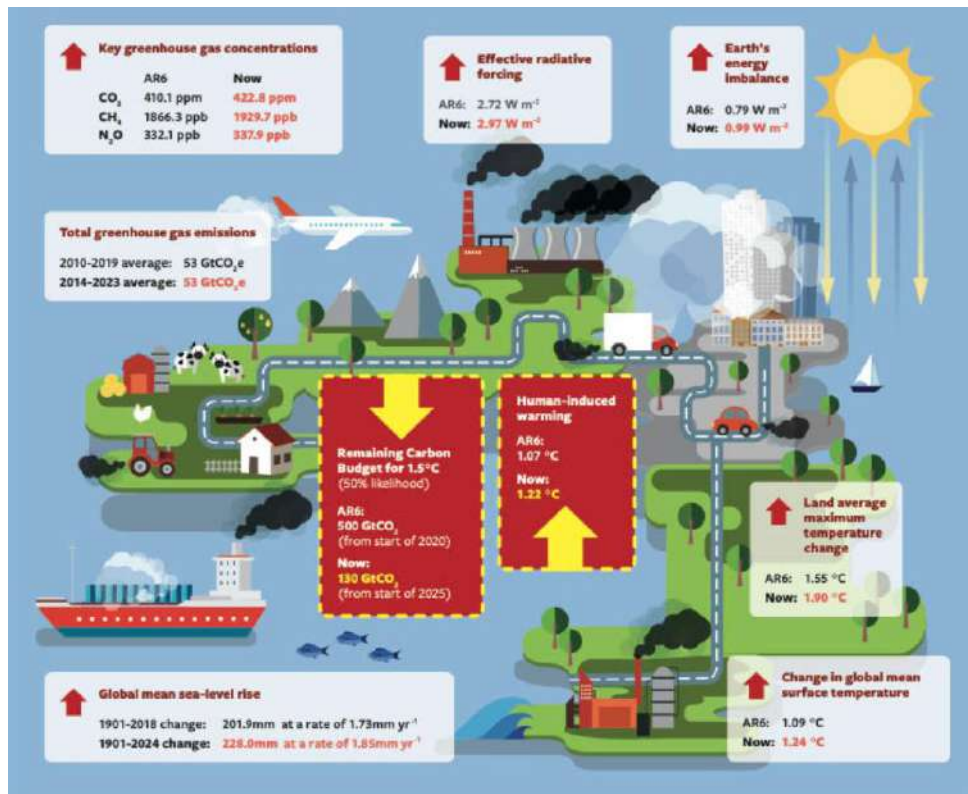 Key greenhouse gas concentrations
AR6 Now
CO₂ 410.1 ppm 422.8 ppm
CH₄ 1866.3 ppb 1929.7 ppb
N₂O 332.1 ppb 337.9 ppb
Effective radiative
forcing
AR6: 2.72 W m⁻²
Now: 2.97 W m⁻²
Earth's
energy
imbalance
AR6: 0.79 W m⁻²
Now: 0.99 W m⁻²
Total greenhouse gas emissions
2010-2019 average: 53 GtCO₂e
2014-2023 average: 53 GtCO₂e
Remaining Carbon
Budget for 1.5°C
(50% likelihood)
AR6:
500 GtCO₂
(from start of 2020)
Now:
130 GtCO₂
(from start of 2025)
Human-induced
warming
AR6:
1.07 °C
Now:
1.22 °C
Land average
maximum
temperature
change
AR6: 1.55 °C
Now: 1.90 °C
Global mean sea-level rise
1901-2018 change: 201.9mm at a rate of 1.73mm yr⁻¹
1901-2024 change: 228.0mm at a rate of 1.85mm yr⁻¹
Change in global mean
surface temperature
AR6: 1.09 °C
Now: 1.24 °C